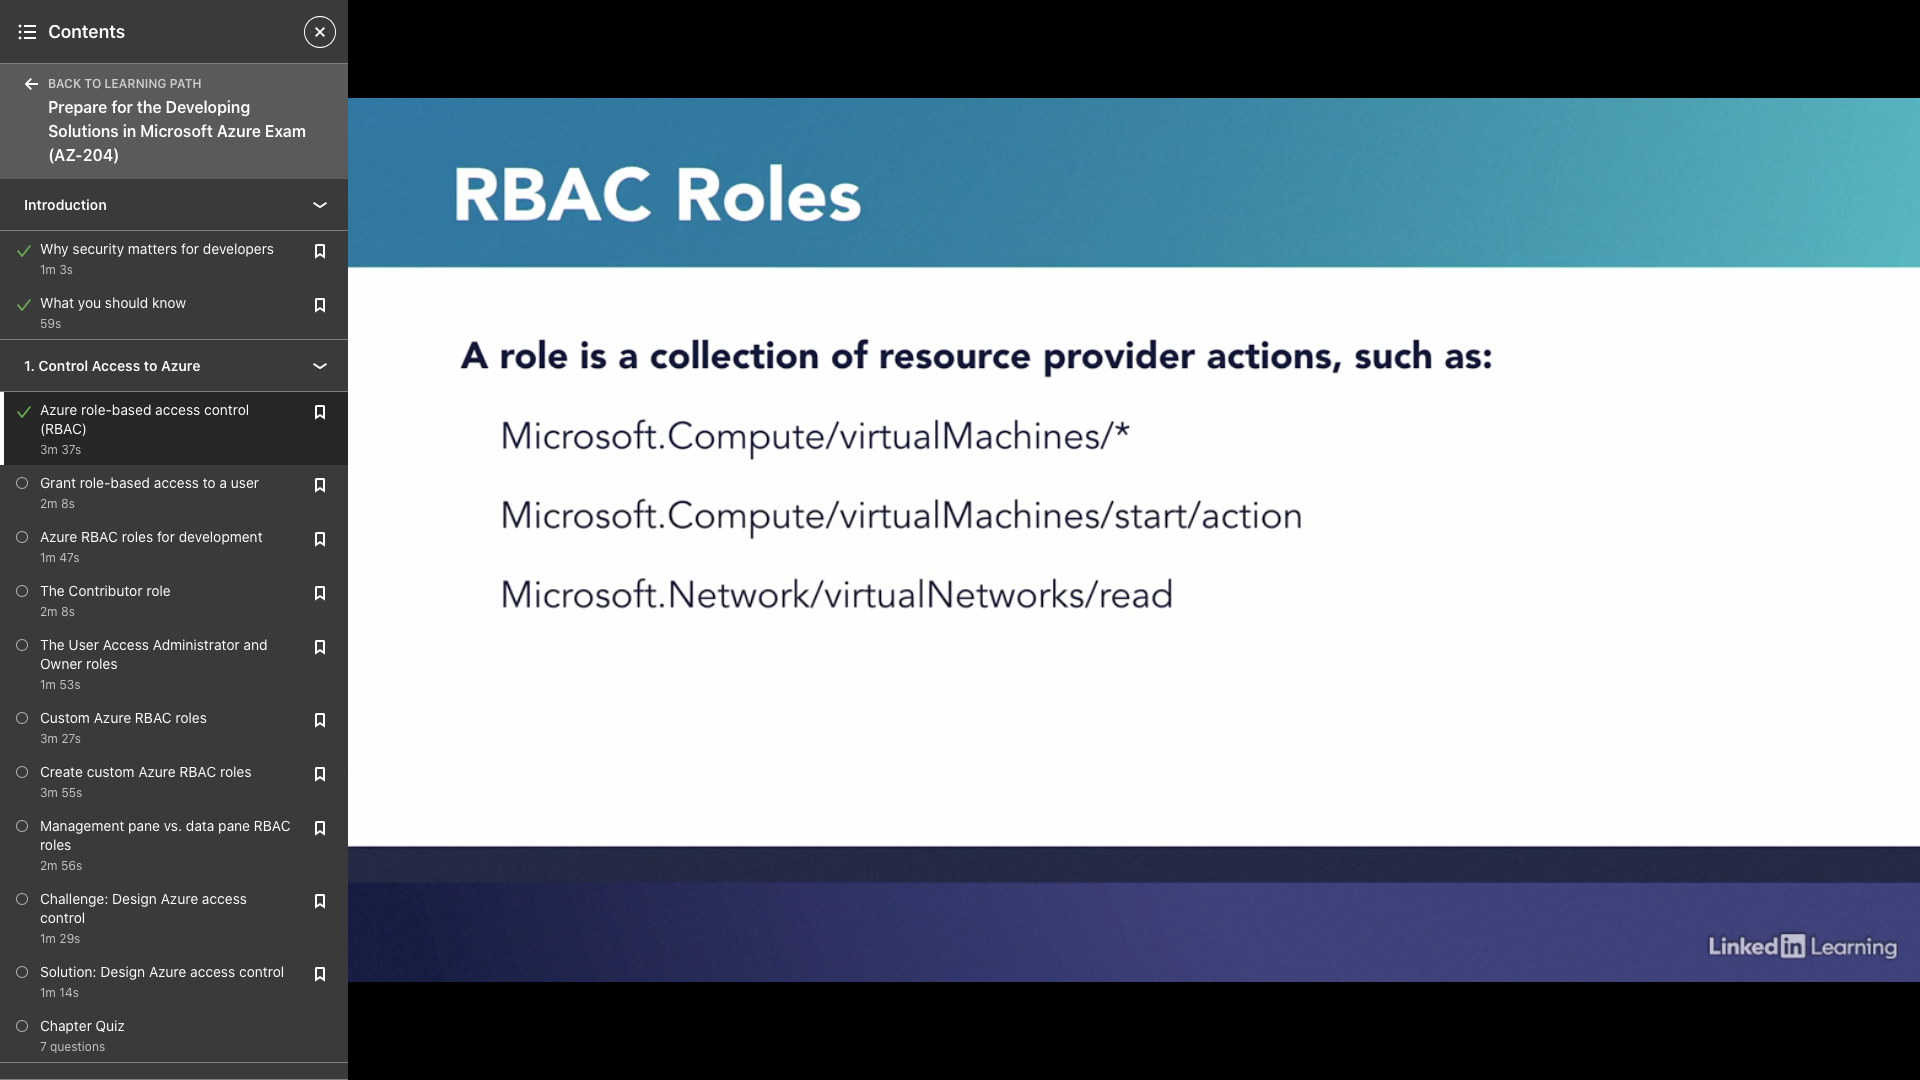 Contents
BACK TO LEARNING PATH
Prepare for the Developing
Solutions in Microsoft Azure Exam
(AZ-204)
Introduction
Why security matters for developers
1m 3s
What you should know
59s
1. Control Access to Azure
Azure role-based access control
(RBAC)
3m 37s
Grant role-based access to a user
2m 8s
Azure RBAC roles for development
1m 47s
The Contributor role
2m 8s
The User Access Administrator and
Owner roles
1m 53s
Custom Azure RBAC roles
3m 27s
Create custom Azure RBAC roles
3m 55s
Management pane vs. data pane RBAC
roles
2m 56s
Challenge: Design Azure access
control
1m 29s
Solution: Design Azure access control
1m 14s
Chapter Quiz
7 questions
RBAC Roles
A role is a collection of resource provider actions, such as:
Microsoft.Compute/virtualMachines/*
Microsoft.Compute/virtualMachines/start/action
Microsoft.Network/virtualNetworks/read
Linked in Learning